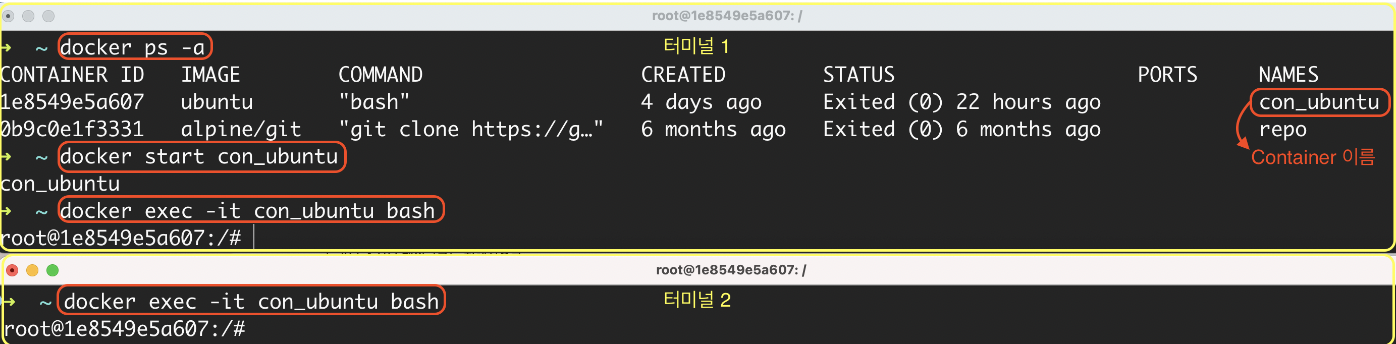 root@1e8549e5a607: /
→ ~ docker ps -a
터미널 1
CONTAINER ID IMAGE COMMAND CREATED STATUS PORTS NAMES
1e8549e5a607 ubuntu "bash" 4 days ago Exited (0) 22 hours ago con_ubuntu
0b9c0e1f3331 alpine/git "git clone https://g…" 6 months ago Exited (0) 6 months ago repo
→ ~ docker start con_ubuntu
Container 이름
con_ubuntu
→ ~ docker exec -it con_ubuntu bash
root@1e8549e5a607:/#
root@1e8549e5a607: /
→ ~ docker exec -it con_ubuntu bash
터미널 2
root@1e8549e5a607:/#